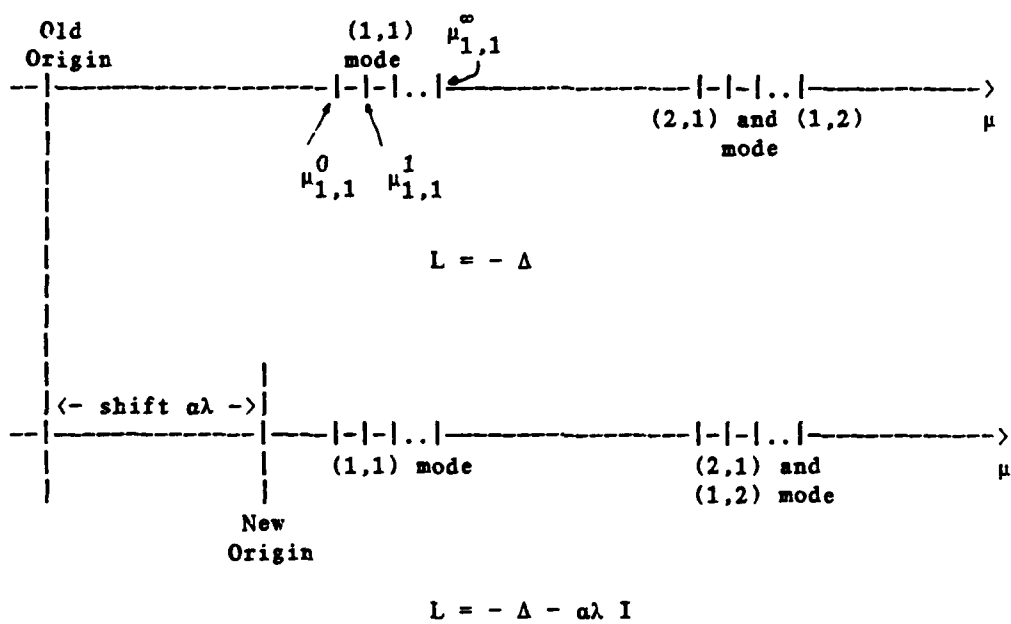 Old
Origin
(1,1)
mode
μ^∞_{1,1}
--|------------|-|-|..|------------|-|-|..|--------->
μ
(2,1) and (1,2)
mode
μ^0_{1,1} μ^1_{1,1}
L = - Δ
|<- shift αλ ->|
--|---------|---|-|-|..|------------|-|-|..|--------->
μ
(1,1) mode
(2,1) and
(1,2) mode
New
Origin
L = - Δ - αλ I